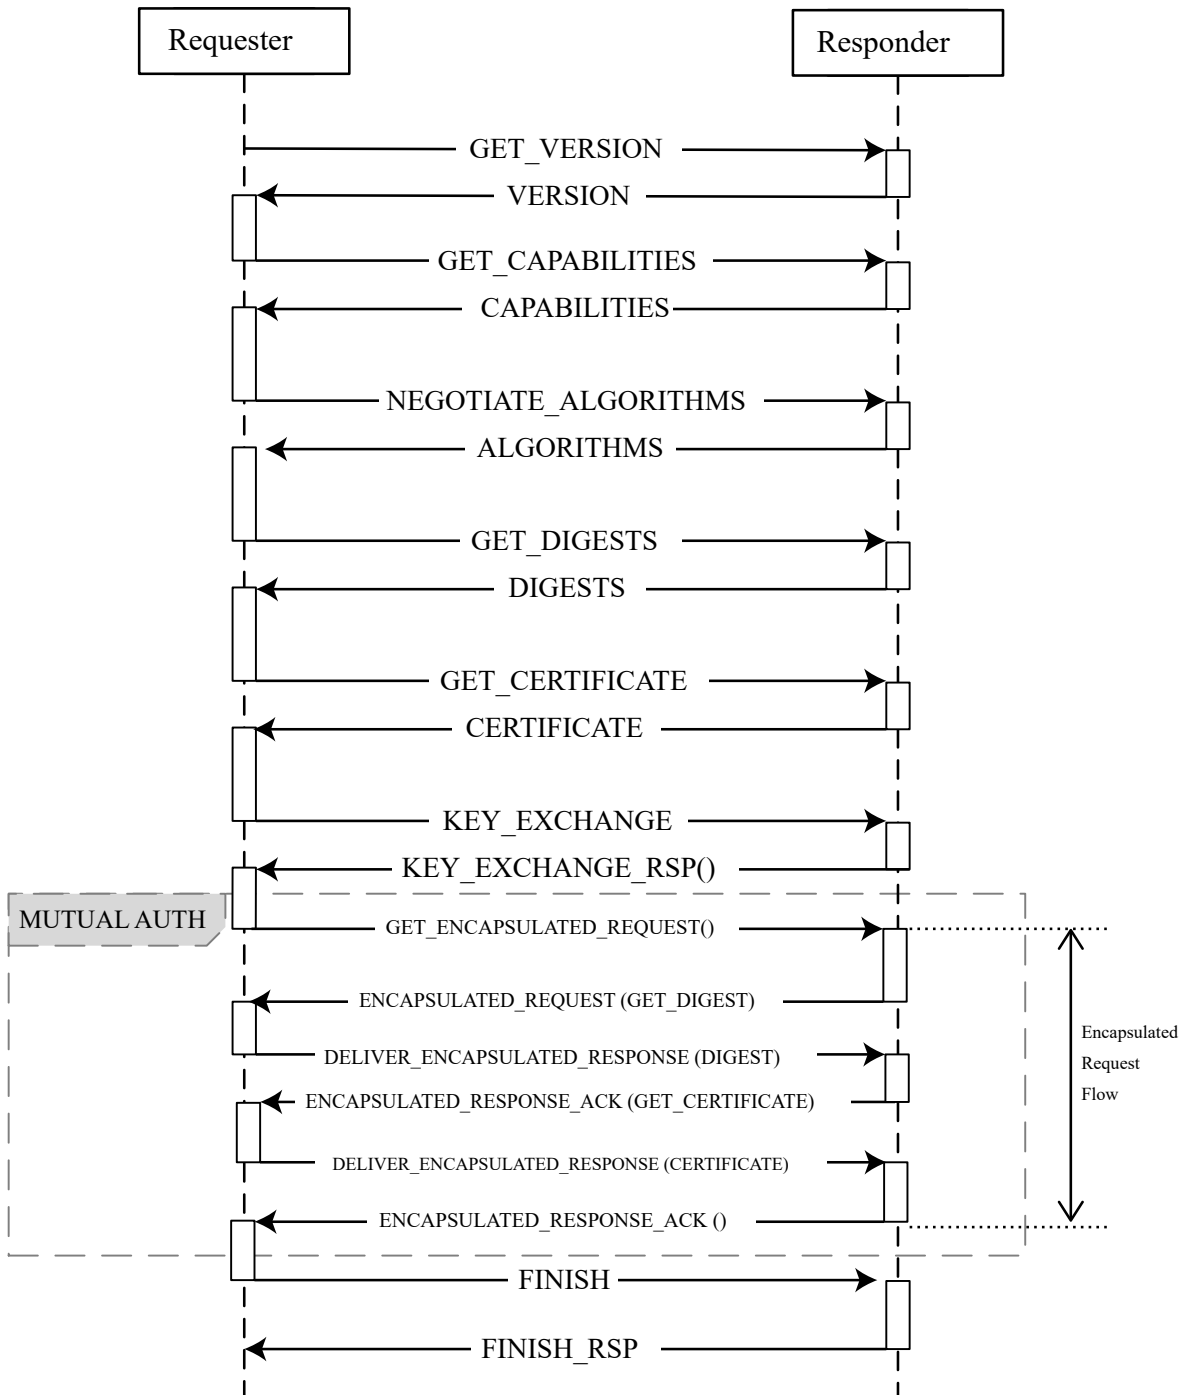 Requester
Responder
GET_VERSION
VERSION
GET_CAPABILITIES
CAPABILITIES
NEGOTIATE_ALGORITHMS
ALGORITHMS
GET_DIGESTS
DIGESTS
GET_CERTIFICATE
CERTIFICATE
KEY_EXCHANGE
KEY_EXCHANGE_RSP()
MUTUAL AUTH
GET_ENCAPSULATED_REQUEST()
ENCAPSULATED_REQUEST (GET_DIGEST)
DELIVER_ENCAPSULATED_RESPONSE (DIGEST)
ENCAPSULATED_RESPONSE_ACK (GET_CERTIFICATE)
DELIVER_ENCAPSULATED_RESPONSE (CERTIFICATE)
ENCAPSULATED_RESPONSE_ACK ()
Encapsulated
Request
Flow
FINISH
FINISH_RSP